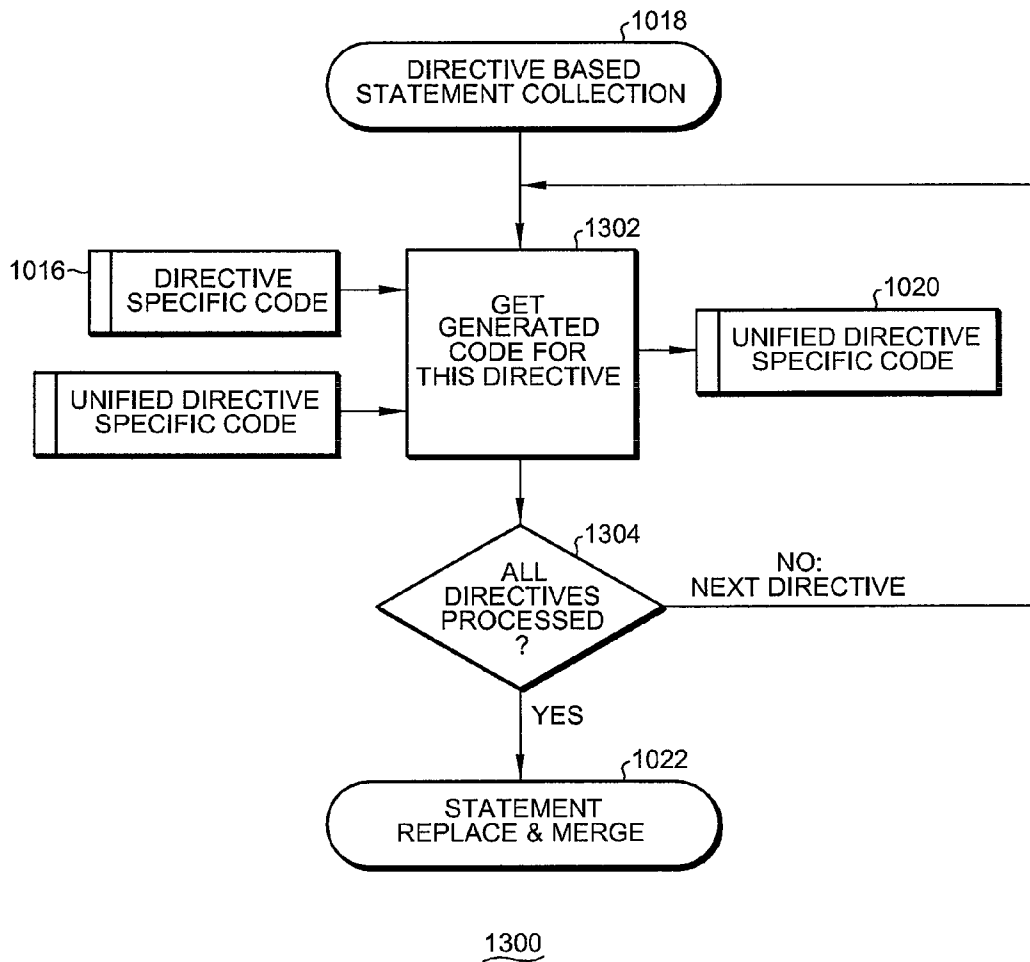 1018
DIRECTIVE BASED
STATEMENT COLLECTION
1302
1016
DIRECTIVE
SPECIFIC CODE
GET
GENERATED
CODE FOR
THIS DIRECTIVE
1020
UNIFIED DIRECTIVE
SPECIFIC CODE
UNIFIED DIRECTIVE
SPECIFIC CODE
1304
ALL
DIRECTIVES
PROCESSED
?
NO:
NEXT DIRECTIVE
YES
1022
STATEMENT
REPLACE & MERGE
1300